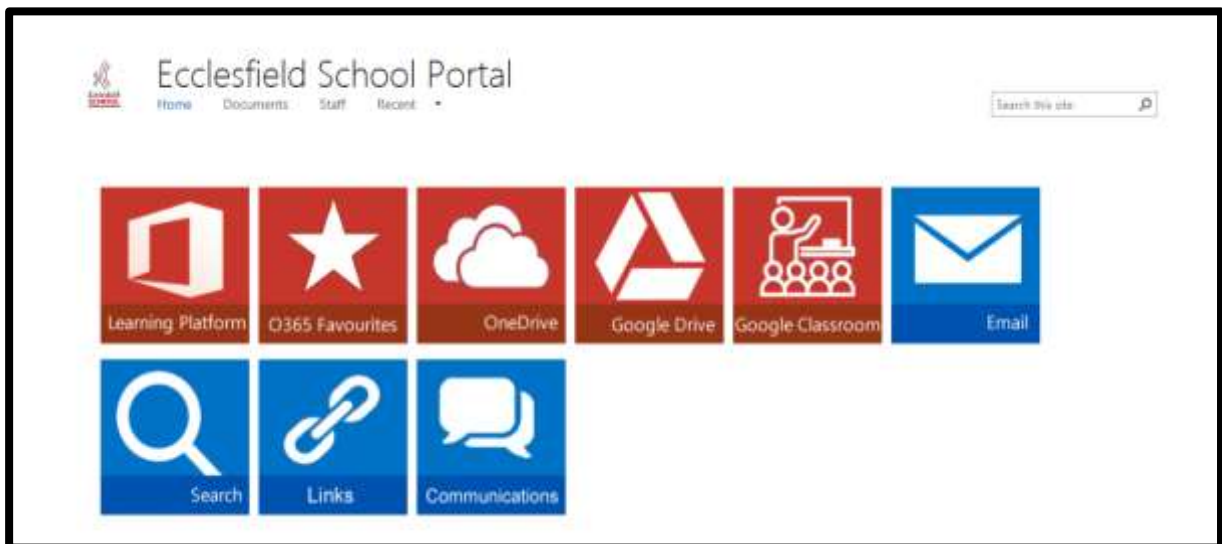 Ecclesfield School Portal
Home Documents Staff Recent
Search this site
SCHOOL
Learning Platform O365 Favourites OneDrive Google Drive Google Classroom Email
Search Links Communications